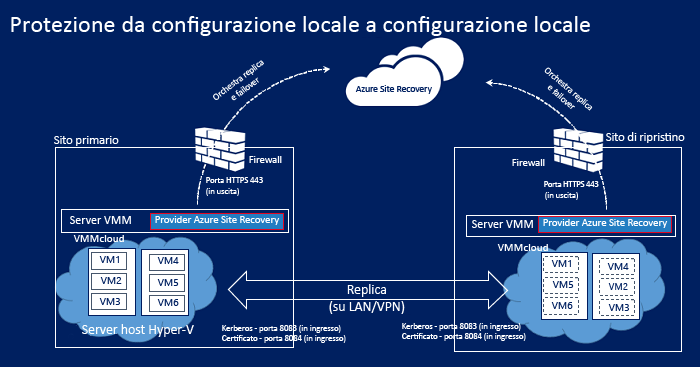 Protezione da configurazione locale a configurazione locale
Azure Site Recovery
Orchestra replica
e failover
Orchestra replica
e failover
Sito primario
Firewall
Porta HTTPS 443
(in uscita)
Server VMM
Provider Azure Site Recovery
VMMcloud
VM1
VM2
VM3
VM4
VM5
VM6
Server host Hyper-V
Replica
(su LAN/VPN)
Kerberos - porta 8083 (in ingresso)
Certificato - porta 8084 (in ingresso)
Sito di ripristino
Firewall
Porta HTTPS 443
(in uscita)
Server VMM
Provider Azure Site Recovery
VMMcloud
VM1
VM5
VM6
VM4
VM2
VM3
Kerberos - porta 8083 (in ingresso)
Certificato - porta 8084 (in ingresso)